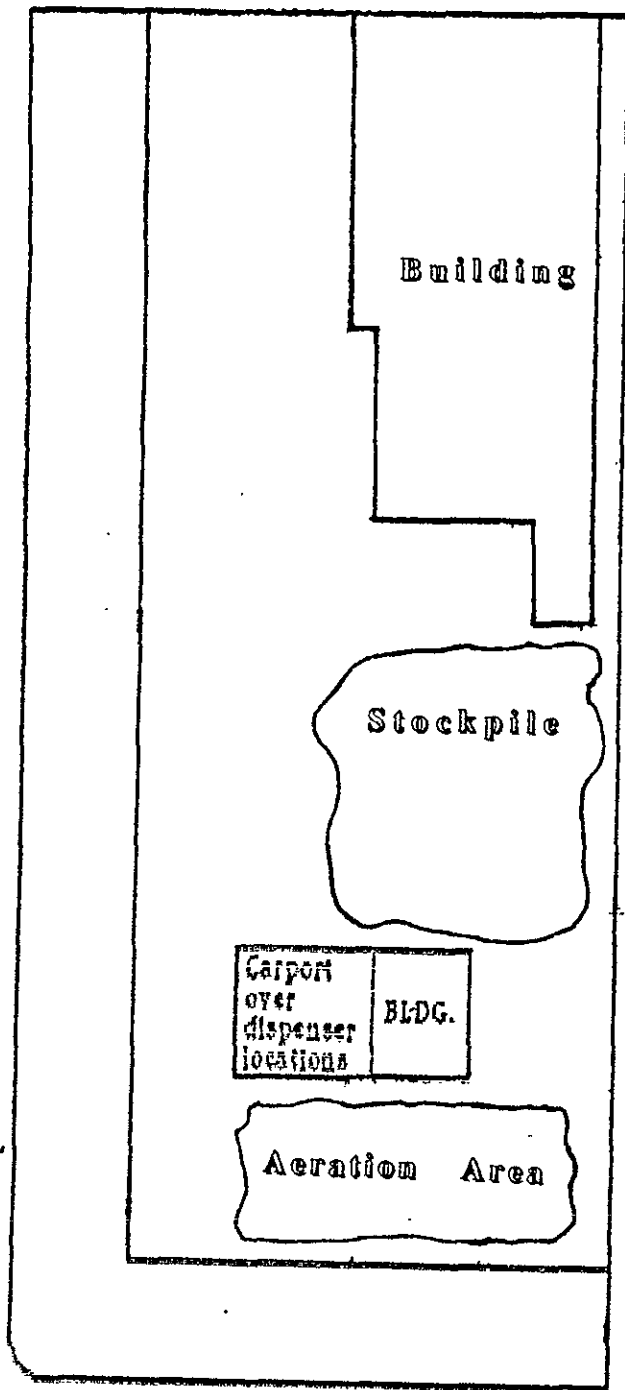 Building
Stockpile
Carport
over
dispenser
locations
BLDG.
Aeration Area